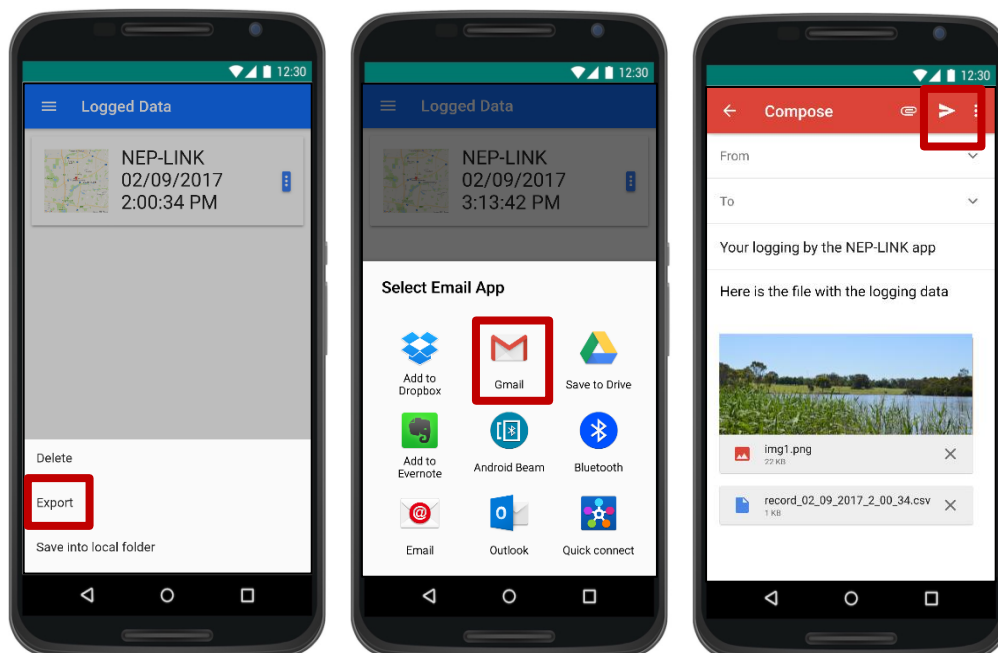 12:30
Logged Data
NEP-LINK
02/09/2017
2:00:34 PM
Delete
Export
Save into local folder
12:30
Logged Data
NEP-LINK
02/09/2017
3:13:42 PM
Select Email App
Add to
Dropbox
Gmail
Save to Drive
Add to
Evernote
Android Beam
Bluetooth
Email
Outlook
Quick connect
12:30
Compose
From
To
Your logging by the NEP-LINK app
Here is the file with the logging data
img1.png
22 KB
record_02_09_2017_2_00_34.csv
1 KB